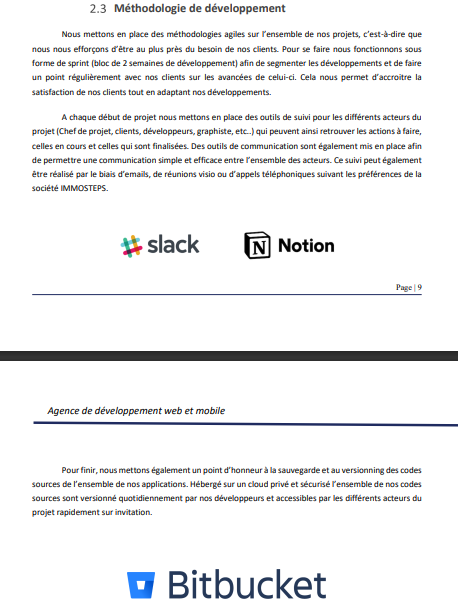 2.3 Méthodologie de développement
Nous mettons en place des méthodologies agiles sur l'ensemble de nos projets, c'est-à-dire que
nous nous efforçons d'être au plus près du besoin de nos clients. Pour se faire nous fonctionnons sous
forme de sprint (bloc de 2 semaines de développement) afin de segmenter les développements et de faire
un point régulièrement avec nos clients sur les avancées de celui-ci. Cela nous permet d'accroitre la
satisfaction de nos clients tout en adaptant nos développements.
A chaque début de projet nous mettons en place des outils de suivi pour les différents acteurs du
projet (Chef de projet, clients, développeurs, graphiste, etc..) qui peuvent ainsi retrouver les actions à faire,
celles en cours et celles qui sont finalisées. Des outils de communication sont également mis en place afin
de permettre une communication simple et efficace entre l'ensemble des acteurs. Ce suivi peut également
être réalisé par le biais d'emails, de réunions visio ou d'appels téléphoniques suivant les préférences de la
société IMMOSTEPS.
slack Notion
Page | 9
Agence de développement web et mobile
Pour finir, nous mettons également un point d'honneur à la sauvegarde et au versionning des codes
sources de l'ensemble de nos applications. Hébergé sur un cloud privé et sécurisé l'ensemble de nos codes
sources sont versionné quotidiennement par nos développeurs et accessibles par les différents acteurs du
projet rapidement sur invitation.
Bitbucket